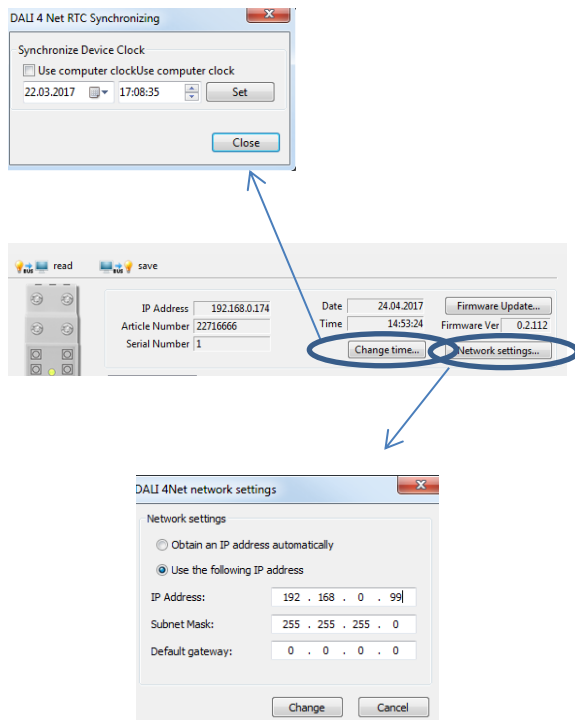 DALI 4 Net RTC Synchronizing
Synchronize Device Clock
Use computer clockUse computer clock
22.03.2017 17:08:35 Set
Close
BUS read BUS save
IP Address 192.168.0.174 Date 24.04.2017 Firmware Update...
Article Number 22716666 Time 14:53:24 Firmware Ver 0.2.112
Serial Number 1 Change time... Network settings...
DALI 4Net network settings
Network settings
Obtain an IP address automatically
Use the following IP address
IP Address: 192 . 168 . 0 . 99
Subnet Mask: 255 . 255 . 255 . 0
Default gateway: 0 . 0 . 0 . 0
Change Cancel